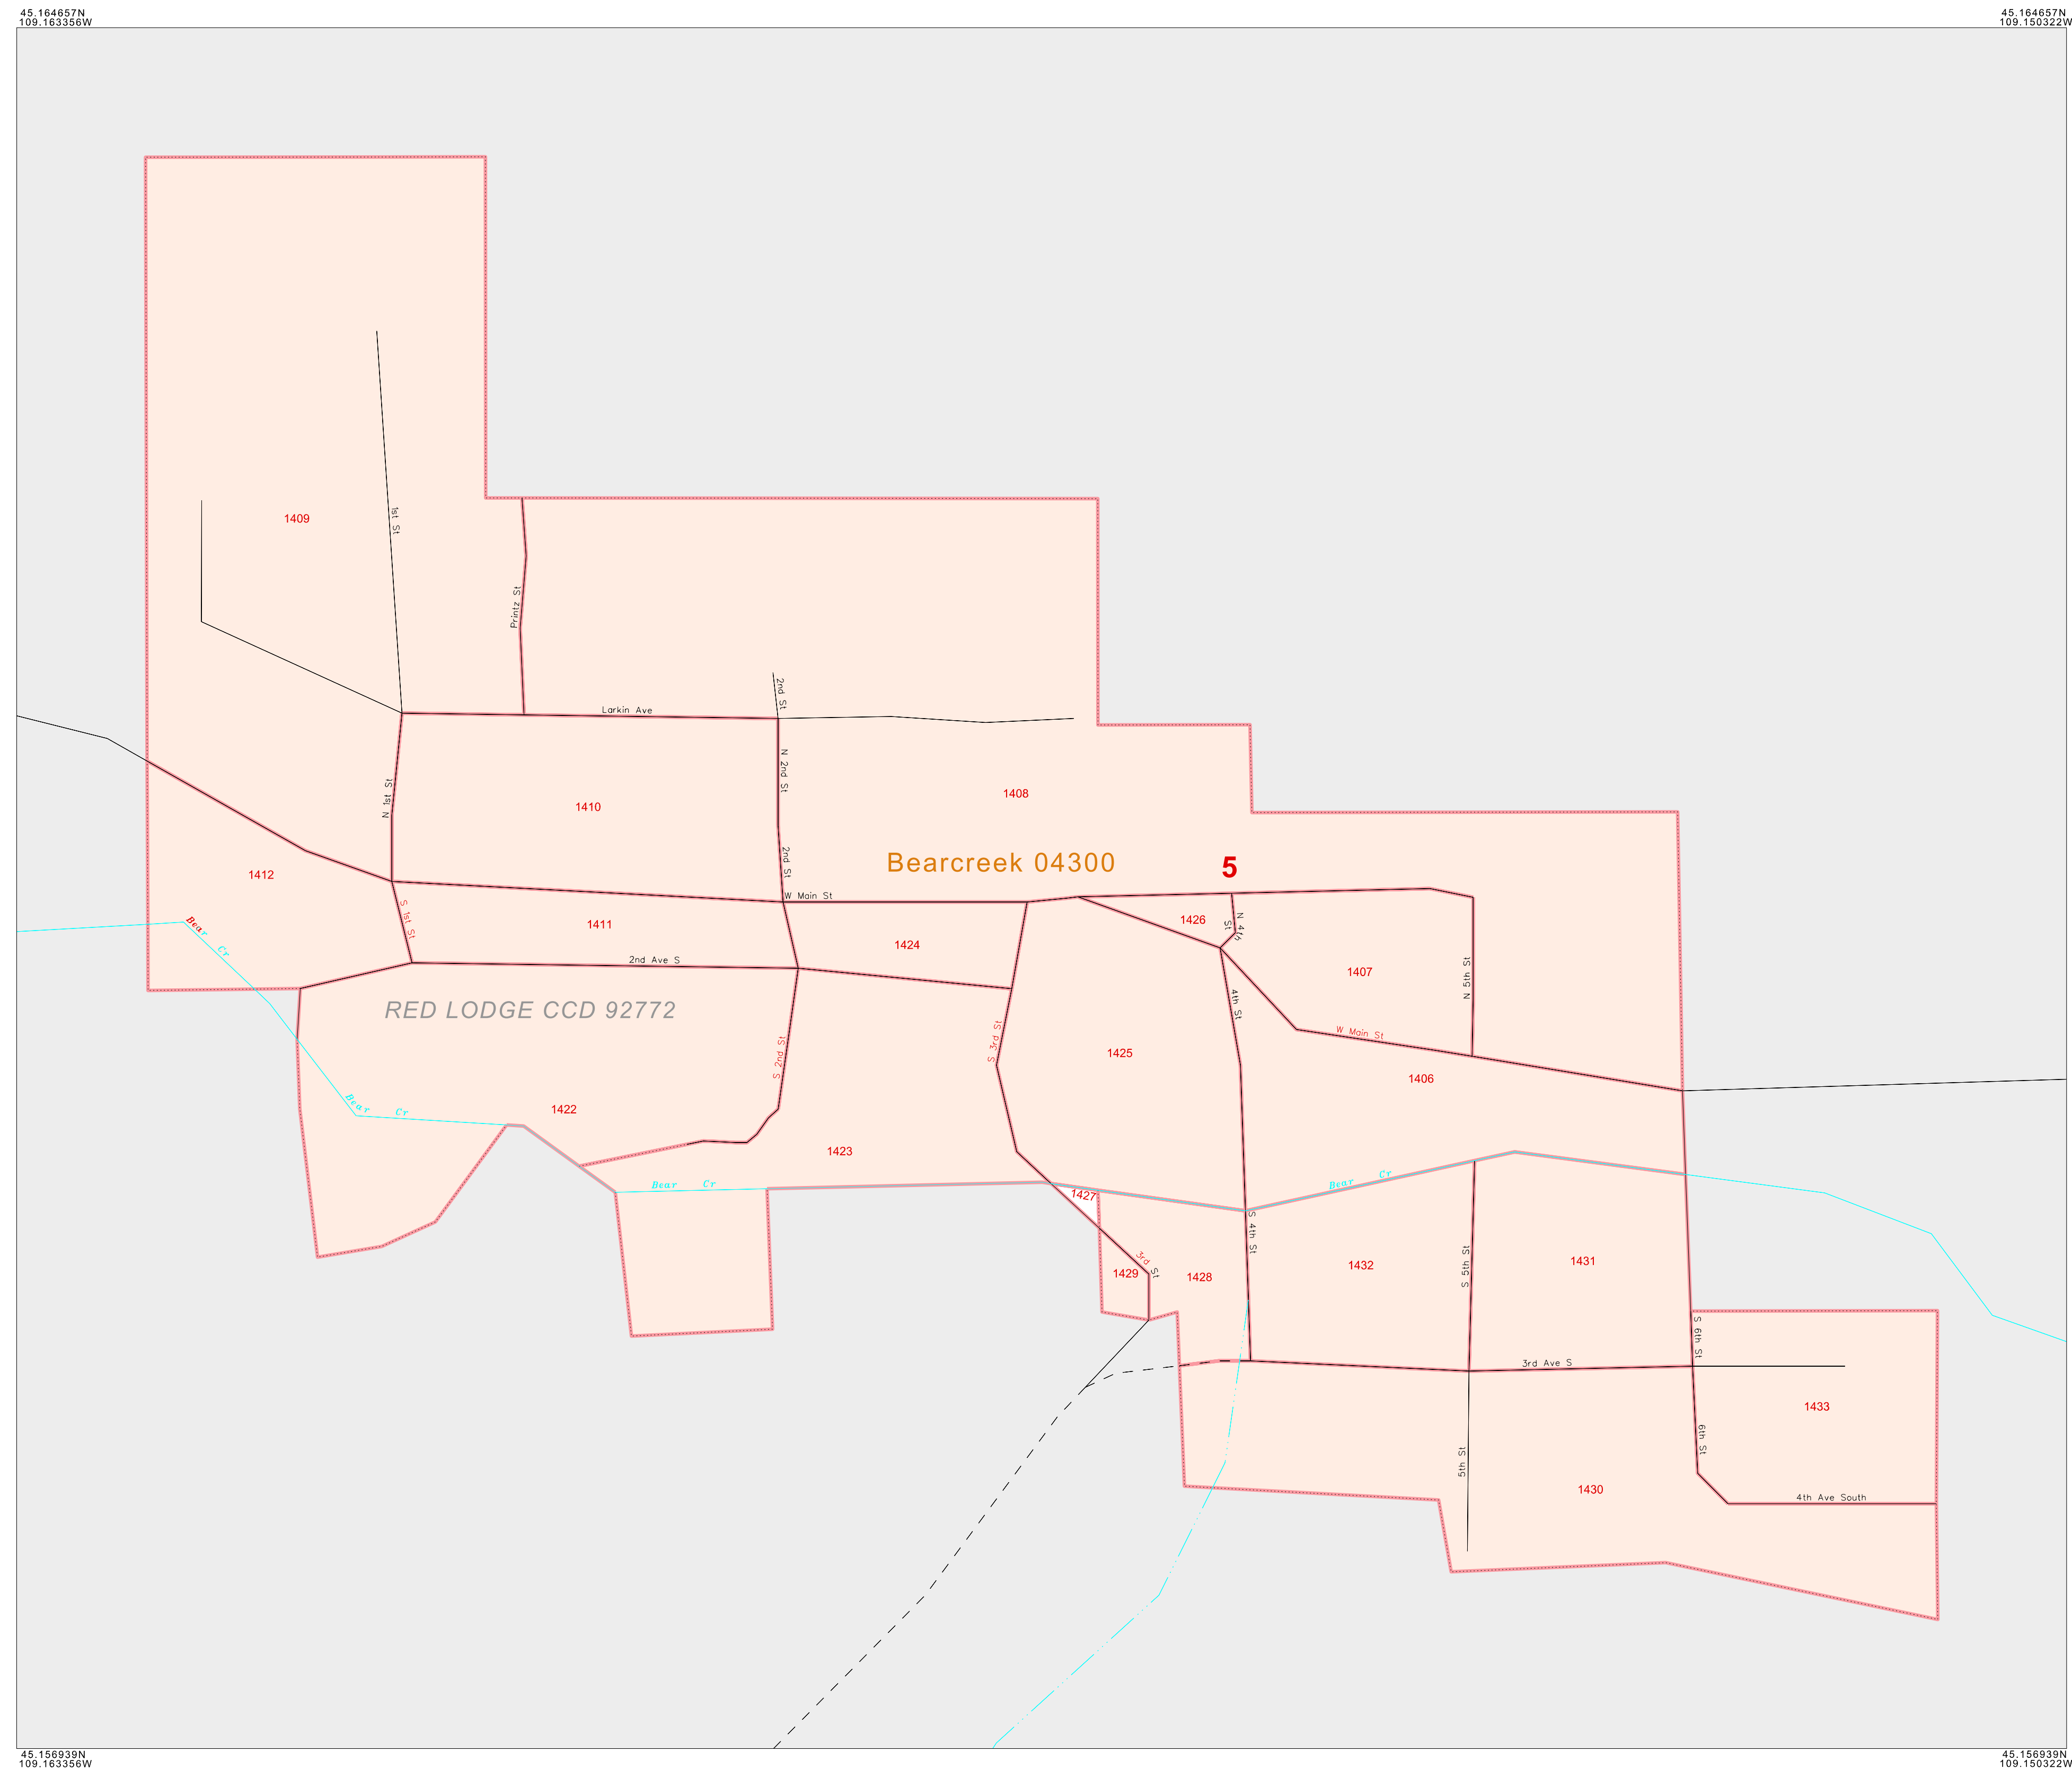 45.164657N
109.163356W
45.164657N
109.150322W
1st St
1409
Printz St
2nd St
Larkin Ave
N 2nd St
N 1st St
1410
1408
2nd St
Bearcreek 04300
5
1412
W Main St
S 1st St
Bear Cr
1411
1424
1426
N 4th St
2nd Ave S
1407
N 5th St
RED LODGE CCD 92772
4th St
S 2nd St
S 3rd St
W Main St
1425
1406
Bear Cr
1422
1423
Bear Cr
1427
Bear Cr
S 4th St
3rd St
1429
1428
1432
S 5th St
1431
S 6th St
3rd Ave S
1433
6th St
5th St
1430
4th Ave South
45.156939N
109.163356W
45.156939N
109.150322W